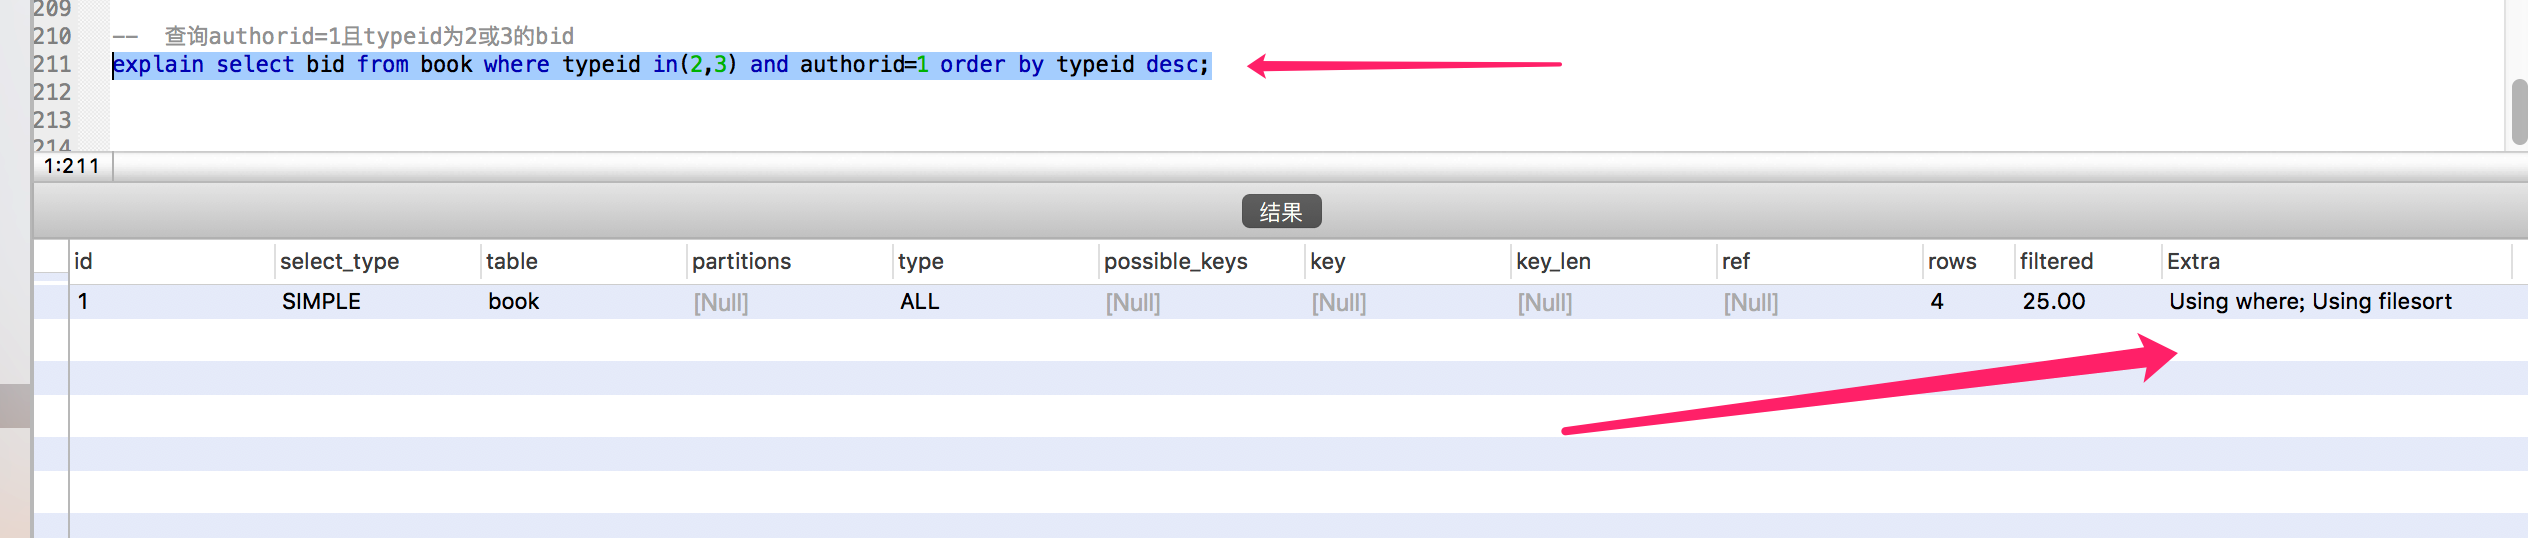 209
210 -- 查询authorid=1且typeid为2或3的bid
211 explain select bid from book where typeid in(2,3) and authorid=1 order by typeid desc;
212
213
214
1:211
结果
id select_type table partitions type possible_keys key key_len ref rows filtered Extra
1 SIMPLE book [Null] ALL [Null] [Null] [Null] [Null] 4 25.00 Using where; Using filesort